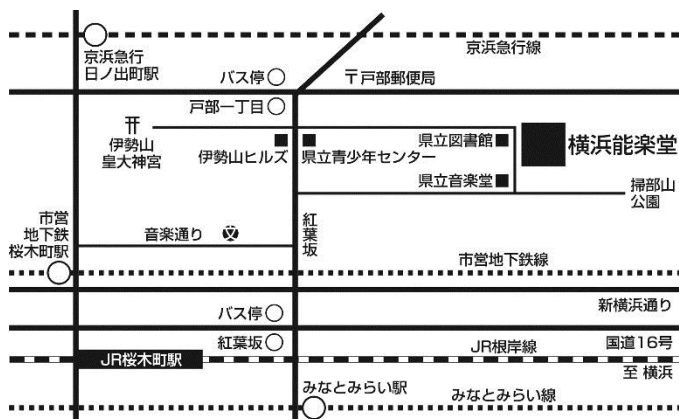 京浜急行線
京浜急行
日ノ出町駅
バス停
〒戸部郵便局
戸部一丁目
伊勢山
皇大神宮
伊勢山ヒルズ
県立青少年センター
県立図書館
横浜能楽堂
県立音楽堂
掃部山
公園
市営
地下鉄
桜木町駅
音楽通り
紅葉坂
市営地下鉄線
新横浜通り
バス停
紅葉坂
JR根岸線
国道16号
JR桜木町駅
至 横浜
みなとみらい駅
みなとみらい線